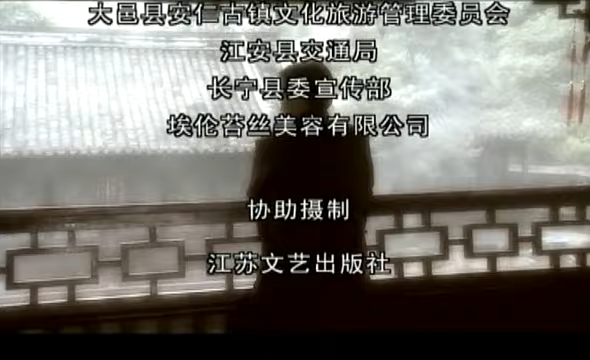 大邑县安仁古镇文化旅游管理委员会
江安县交通局
长宁县委宣传部
埃伦苔丝美容有限公司
协助摄制
江苏文艺出版社